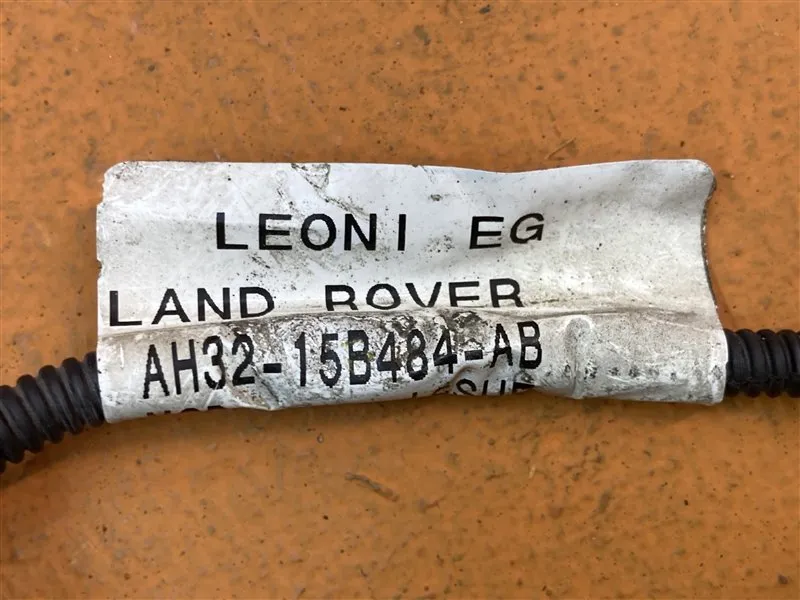 LEONI EG
LAND ROVER
AH32-15B484-AB